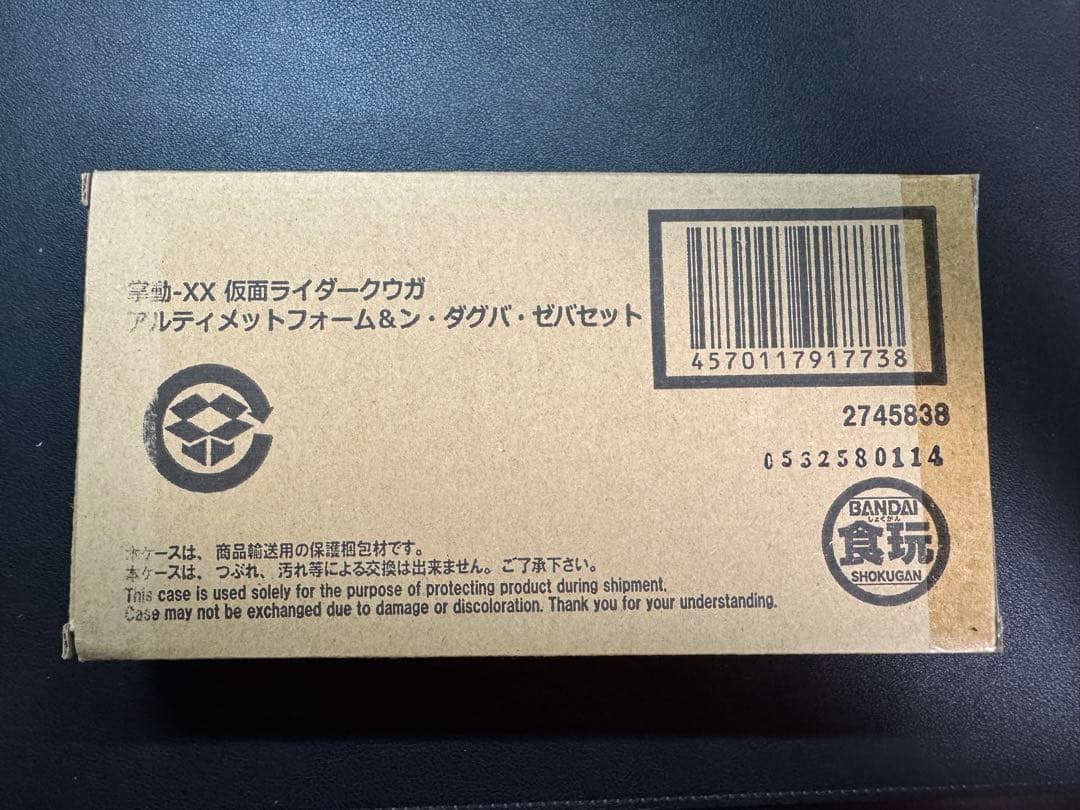 掌動-XX 仮面ライダークウガ
アルティメットフォーム&ン・ダグバ・ゼバセット
4570117917738
2745838
0532580114
BANDAI
しょくがん
食玩
SHOKUGAN
本ケースは、商品輸送用の保護梱包材です。
本ケースは、つぶれ、汚れ等による交換は出来ません。ご了承下さい。
This case is used solely for the purpose of protecting product during shipment.
Case may not be exchanged due to damage or discoloration. Thank you for your understanding.